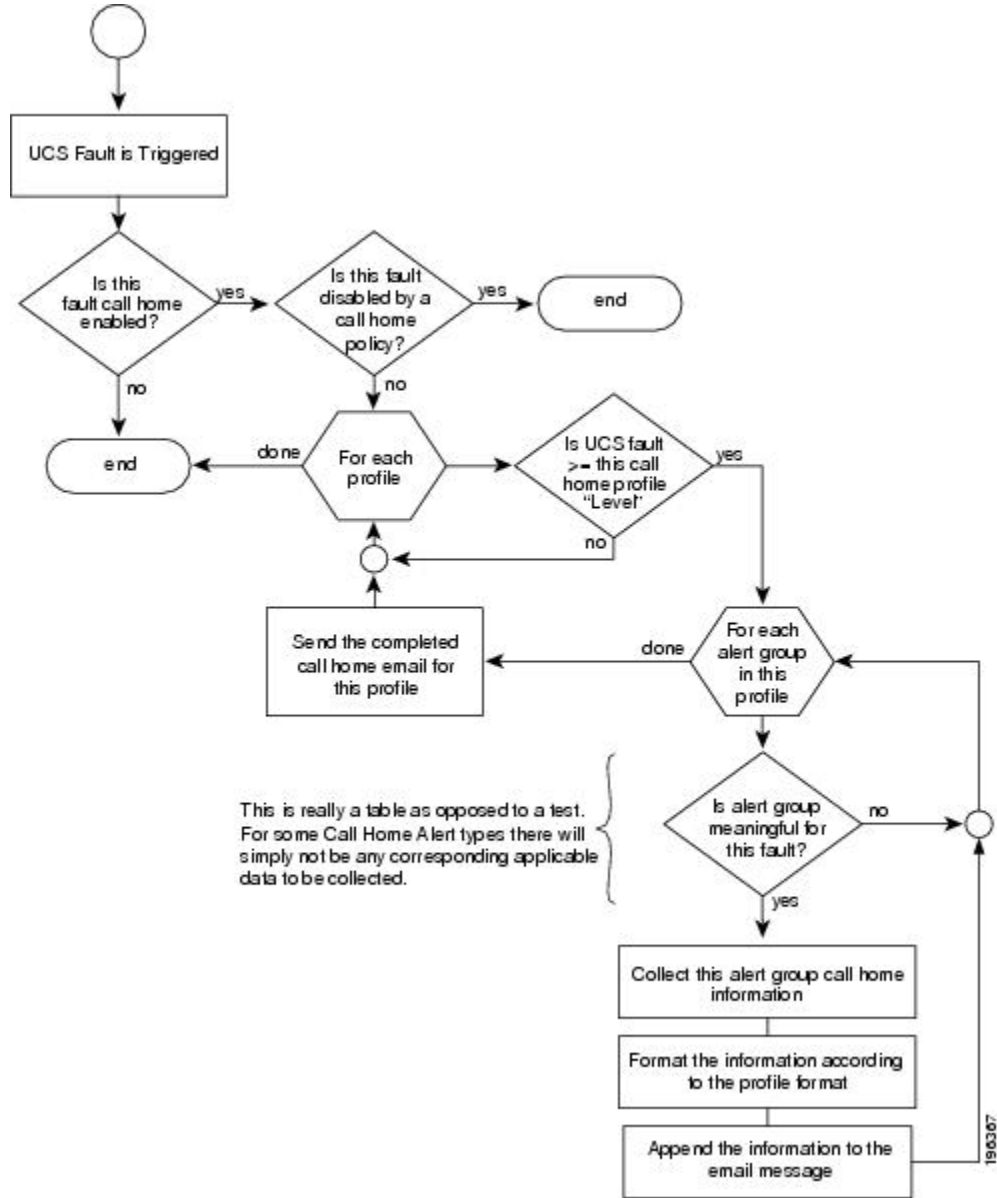 UCS Fault is Triggered
Is this
fault call home
enabled?
yes
Is this fault
disabled by a
call home
policy?
yes
end
no
no
end
done
For each
profile
Is UCS fault
>= this call
home profile
"Level"
yes
no
Send the completed
call home email for
this profile
done
For each
alert group
in this
profile
This is really a table as opposed to a test.
For some Call Home Alert types there will
simply not be any corresponding applicable
data to be collected.
Is alert group
meaningful for
this fault?
no
yes
Collect this alert group call home
information
Format the information according
to the profile format
Append the information to the
email message
196367